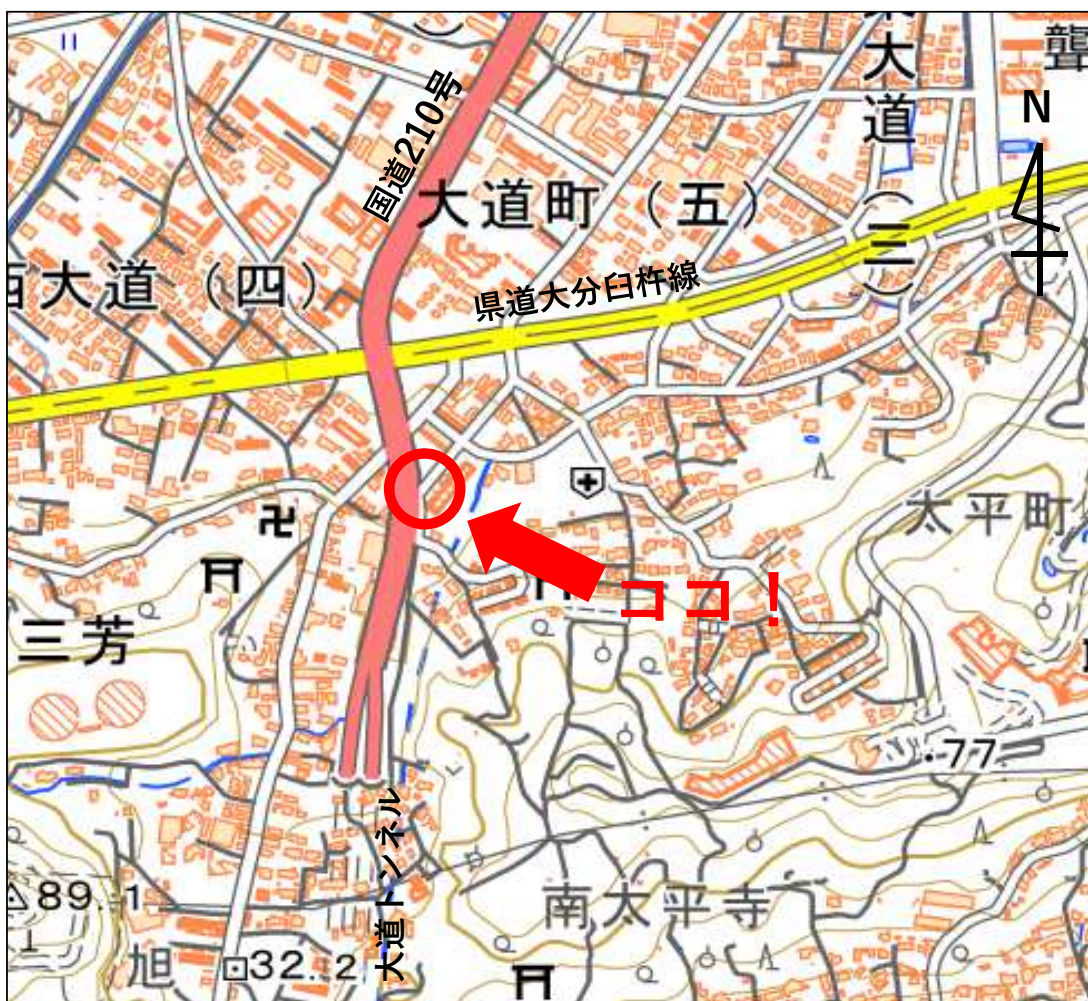 東大道（三）
聾
N
国道210号
大道町（五）
西大道（四）
県道大分臼杵線
太平町
ココ！
三芳
77
大道トンネル
89.1
南太平寺
旭
32.2